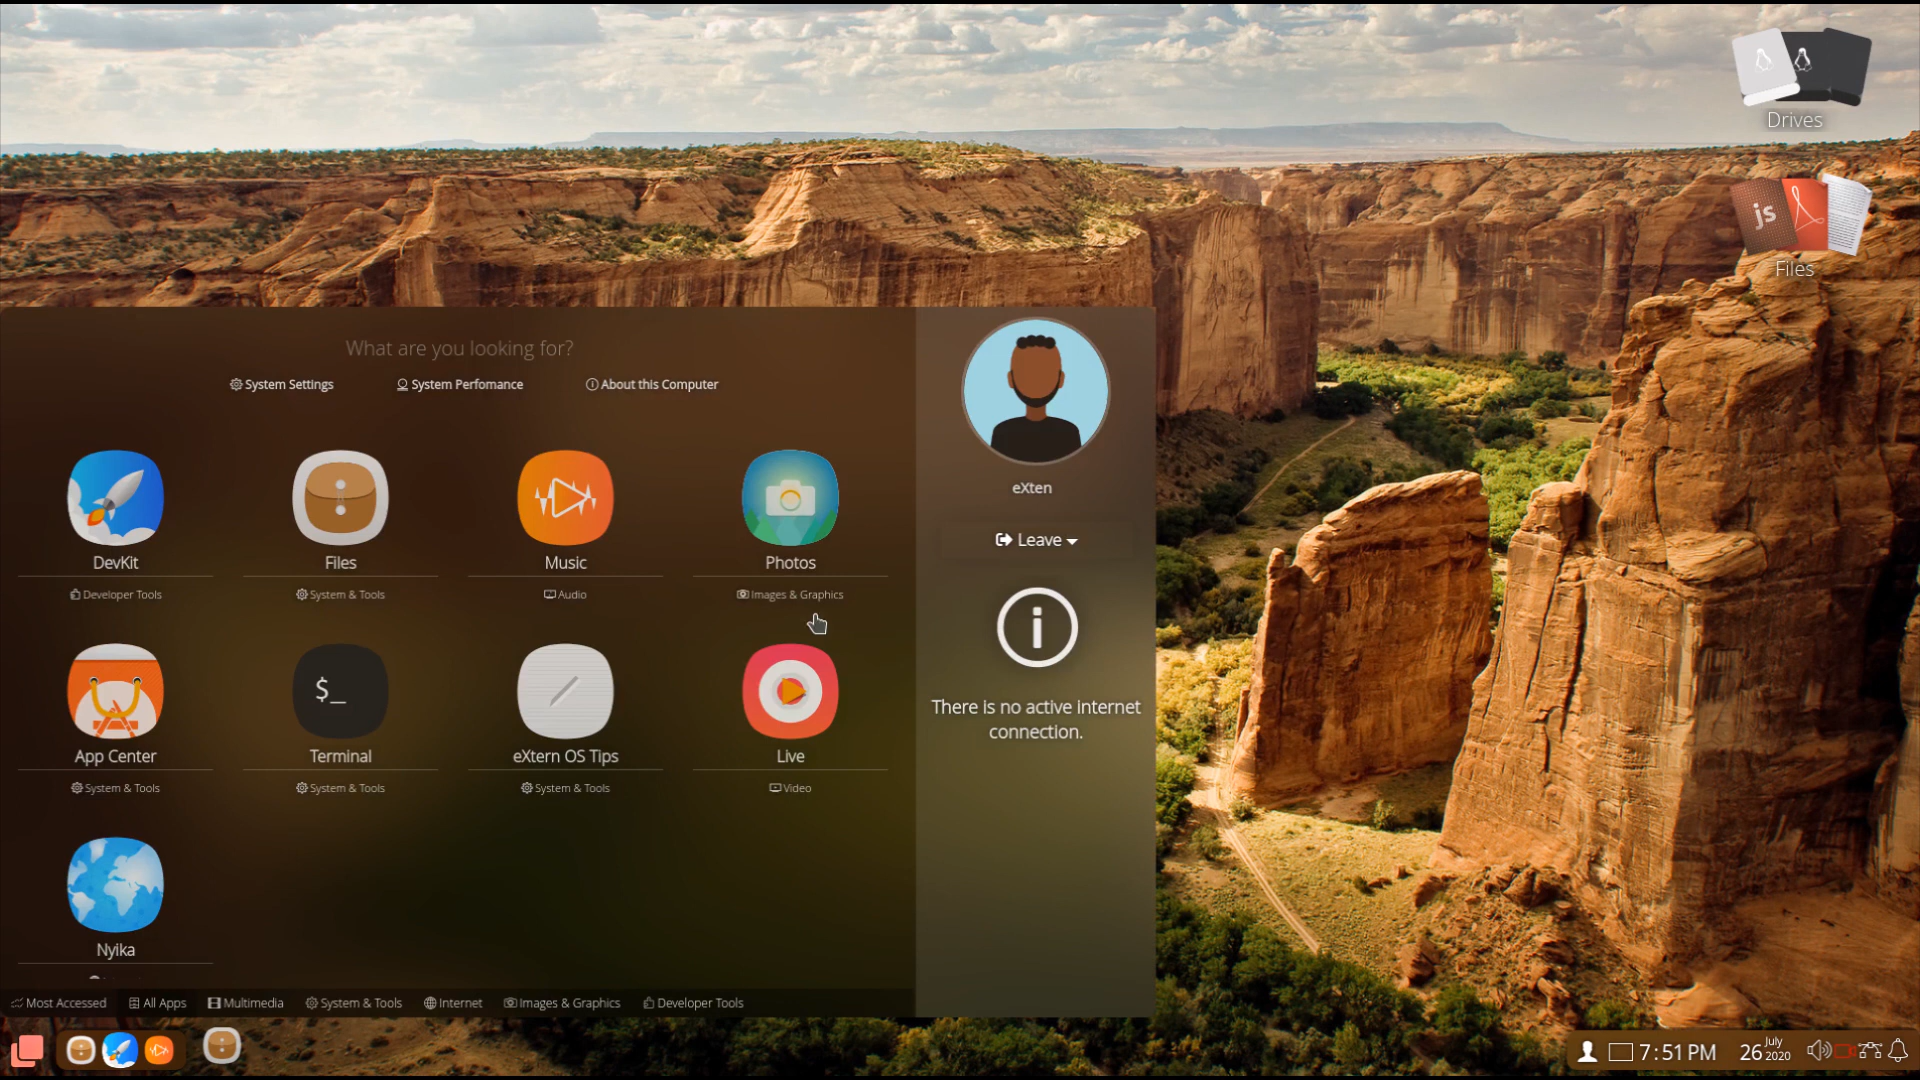 Drives
js
Files
What are you looking for?
System Settings
System Perfomance
About this Computer
eXten
Leave
There is no active internet
connection.
DevKit
Files
Music
Photos
Developer Tools
System & Tools
Audio
Images & Graphics
$_
App Center
Terminal
eXtern OS Tips
Live
System & Tools
System & Tools
System & Tools
Video
Nyika
Most Accessed
All Apps
Multimedia
System & Tools
Internet
Images & Graphics
Developer Tools
7:51 PM
26 July 2020